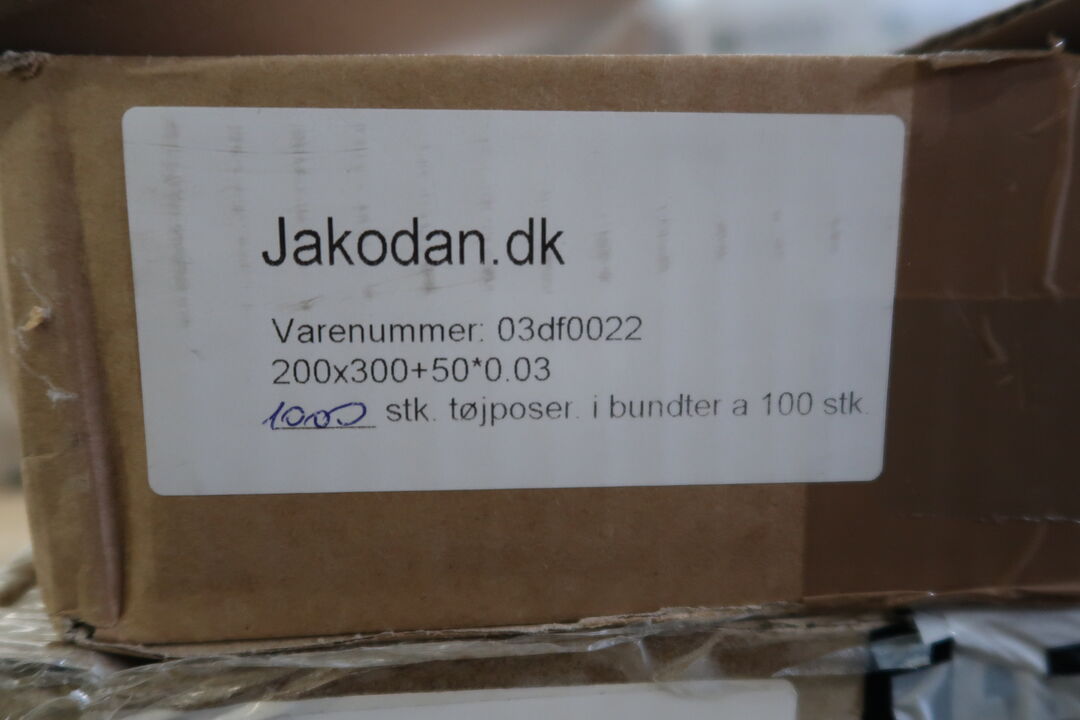 Jakodan.dk
Varenummer: 03df0022
200x300+50*0.03
1000 stk. tøjposer. i bundter a 100 stk.